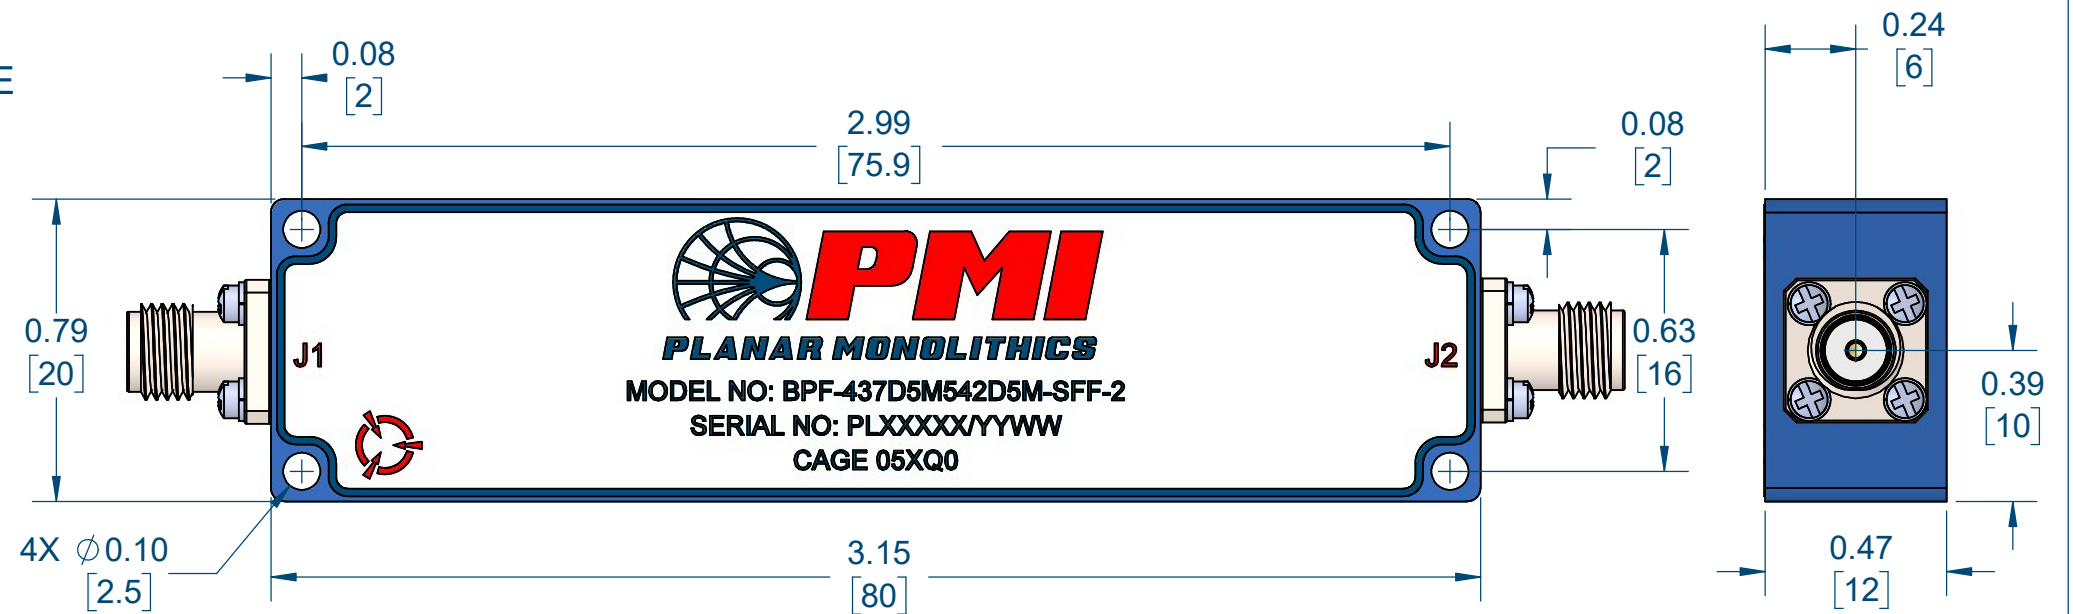 E
0.08
[2]
2.99
[75.9]
0.08
[2]
0.24
[6]
0.79
[20]
J1
PMI
PLANAR MONOLITHICS
MODEL NO: BPF-437D5M542D5M-SFF-2
SERIAL NO: PLXXXXX/YYWW
CAGE 05XQ0
J2
0.63
[16]
0.39
[10]
4X ∅0.10
[2.5]
3.15
[80]
0.47
[12]